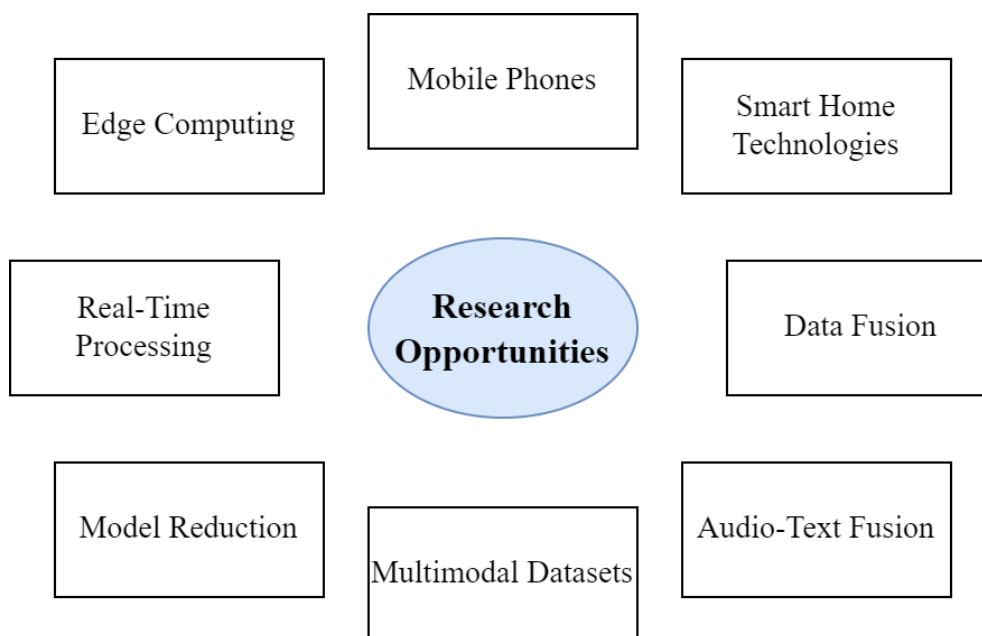 Mobile Phones
Edge Computing
Smart Home
Technologies
Real-Time
Processing
Research
Opportunities
Data Fusion
Model Reduction
Audio-Text Fusion
Multimodal Datasets